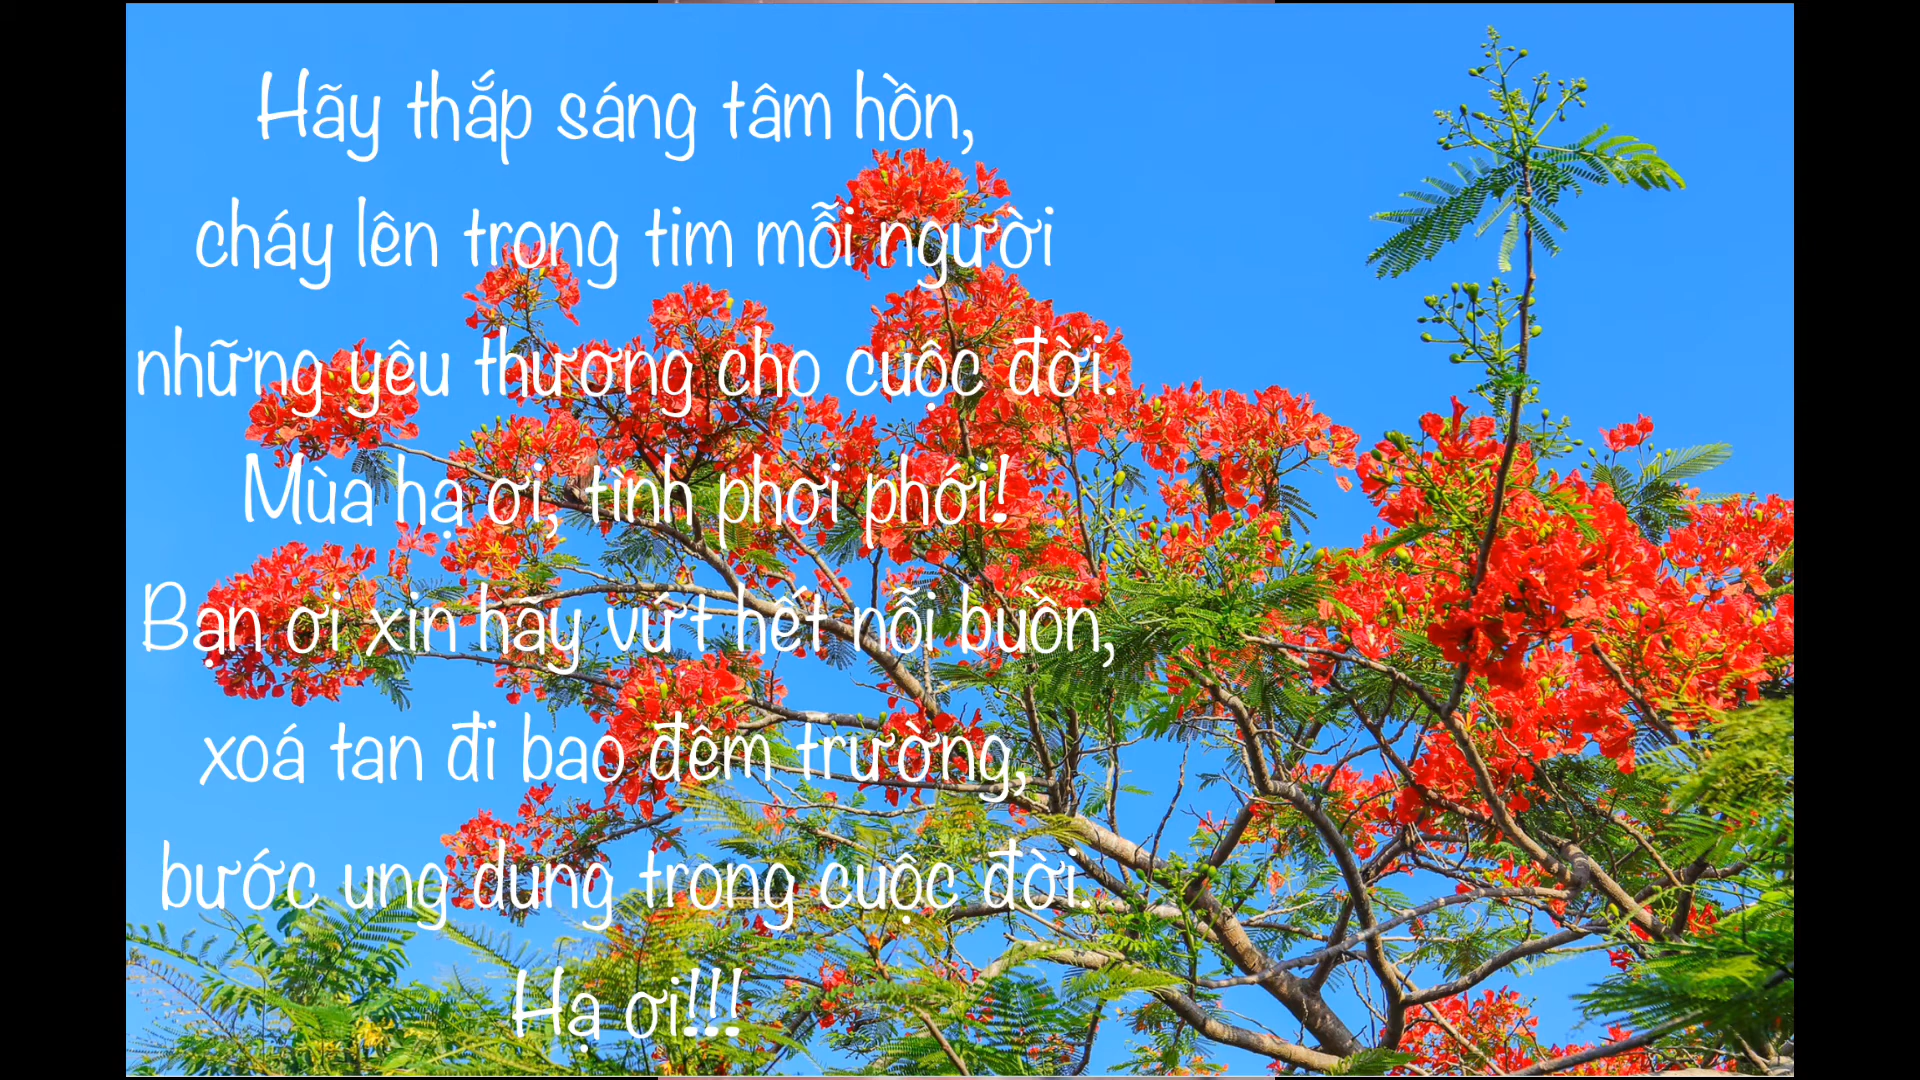 Hãy thắp sáng tâm hồn,
cháy lên trong tim mỗi người
những yêu thương cho cuộc đời.
Mùa hạ ơi, tình phơi phới!
Bạn ơi xin hãy vứt hết nỗi buồn,
xoá tan đi bao đêm trường,
bước ung dung trong cuộc đời.
Hạ ơi!!!